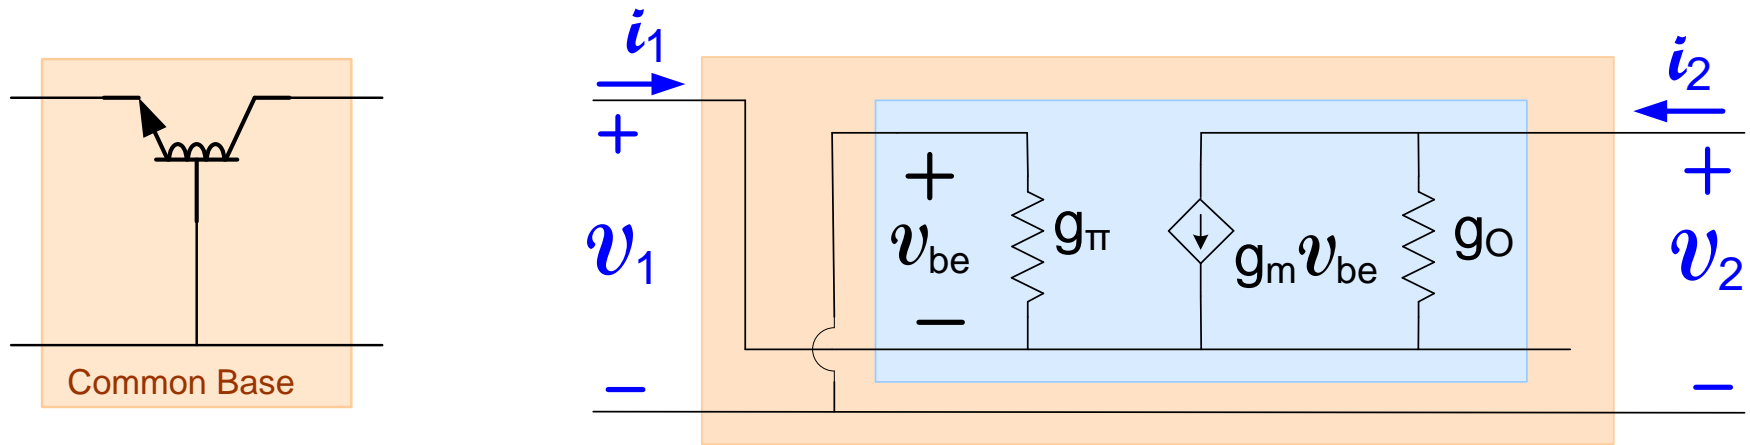 Common Base
i1
+
v1
−
+
vbe
−
gπ
gmvbe
gO
i2
+
v2
−